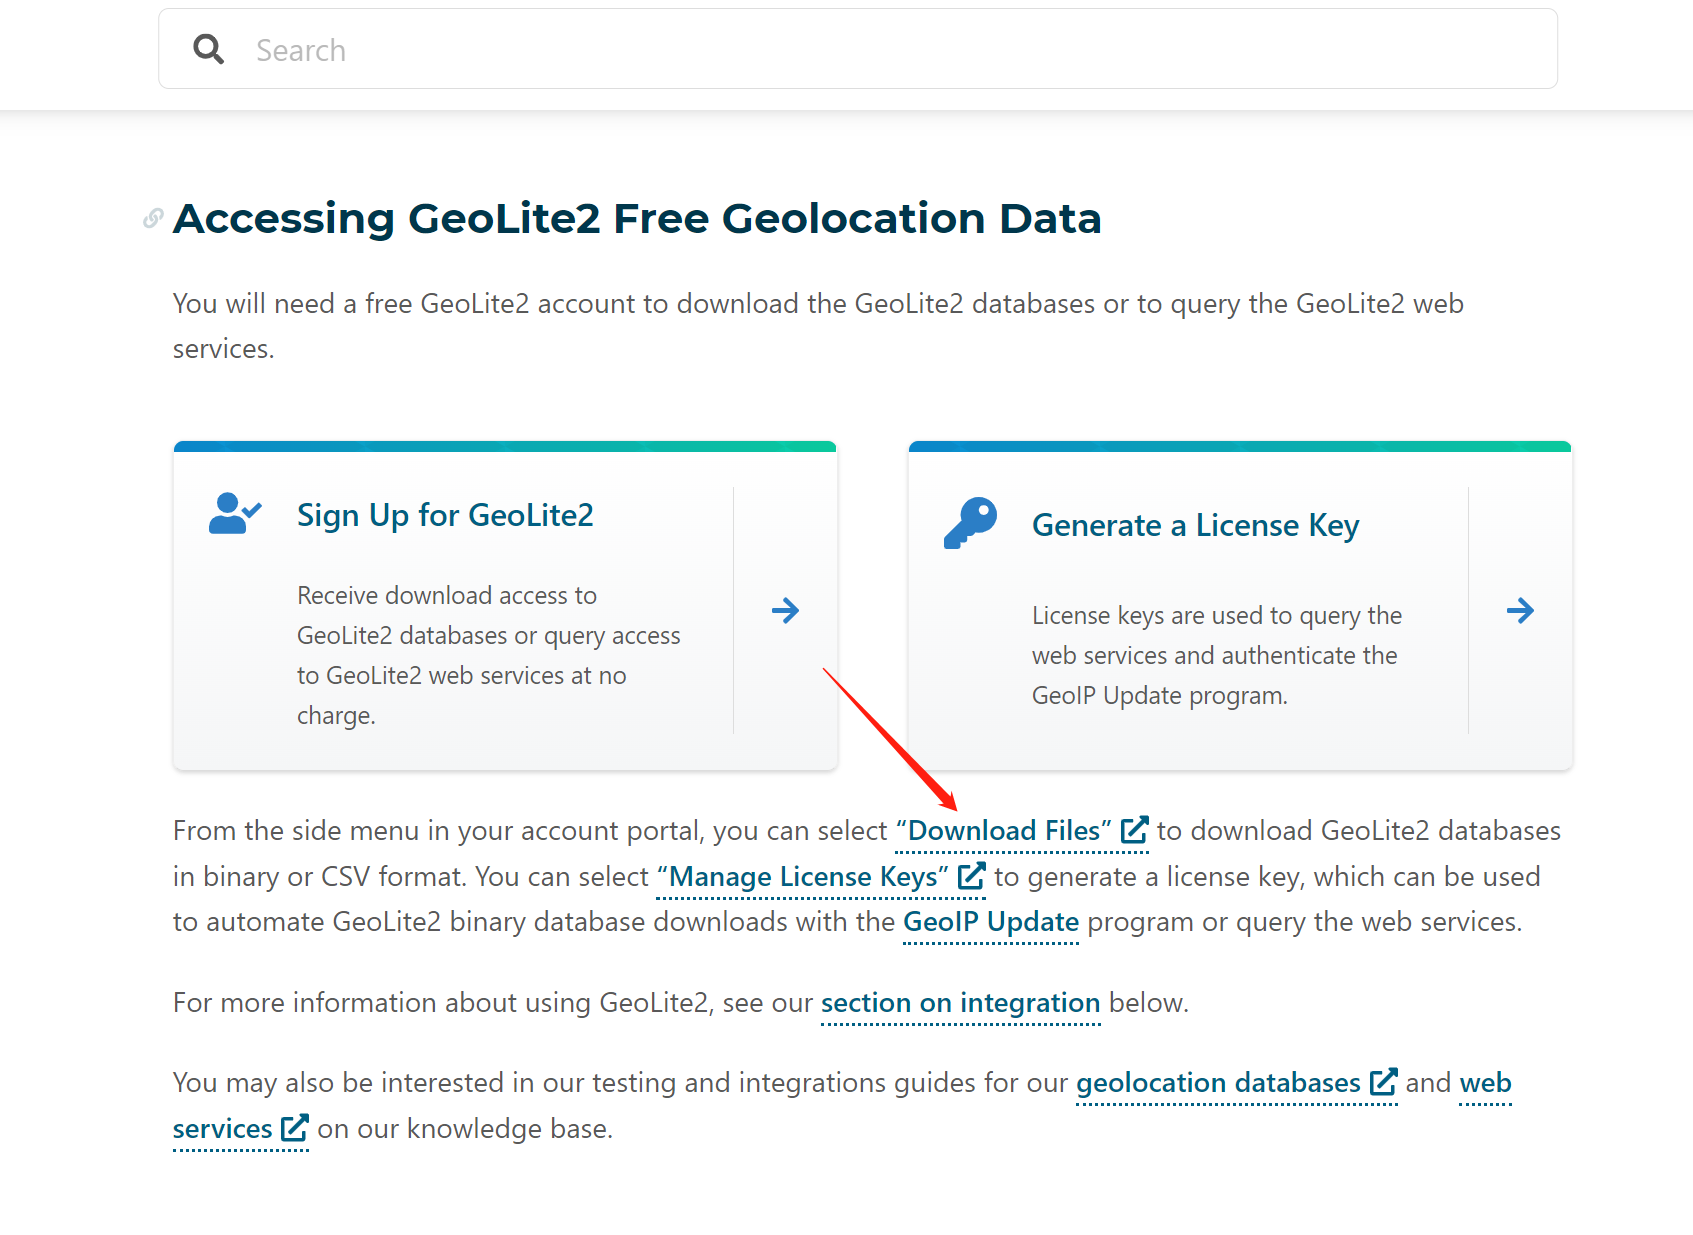 Search
Accessing GeoLite2 Free Geolocation Data
You will need a free GeoLite2 account to download the GeoLite2 databases or to query the GeoLite2 web
services.
Sign Up for GeoLite2
Receive download access to
GeoLite2 databases or query access
to GeoLite2 web services at no
charge.
Generate a License Key
License keys are used to query the
web services and authenticate the
GeoIP Update program.
From the side menu in your account portal, you can select “Download Files” to download GeoLite2 databases
in binary or CSV format. You can select “Manage License Keys” to generate a license key, which can be used
to automate GeoLite2 binary database downloads with the GeoIP Update program or query the web services.
For more information about using GeoLite2, see our section on integration below.
You may also be interested in our testing and integrations guides for our geolocation databases and web
services on our knowledge base.